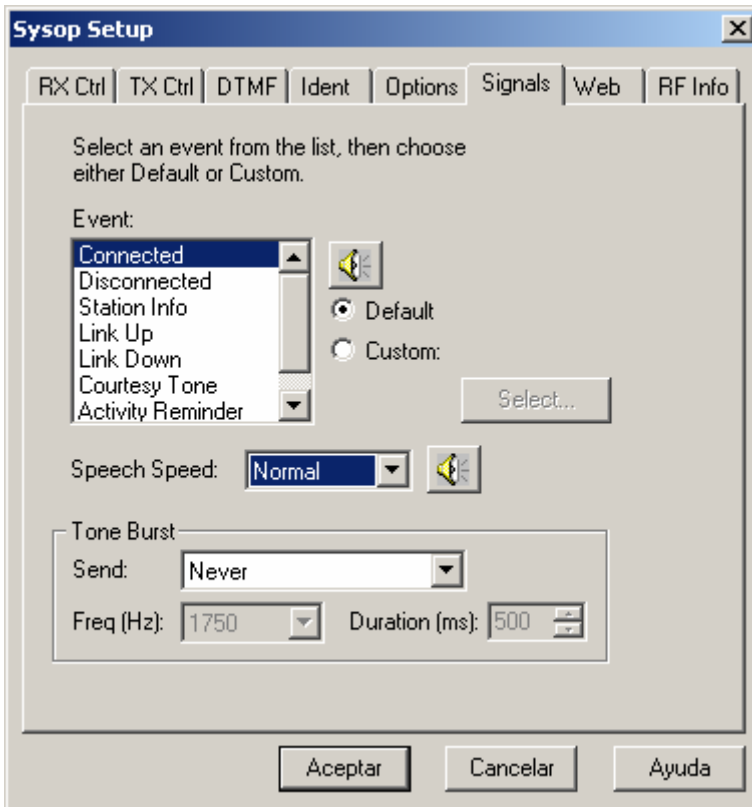 Sysop Setup
RX Ctrl TX Ctrl DTMF Ident Options Signals Web RF Info
Select an event from the list, then choose
either Default or Custom.
Event:
Connected
Disconnected
Station Info
Link Up
Link Down
Courtesy Tone
Activity Reminder
Default
Custom:
Select...
Speech Speed: Normal
Tone Burst
Send: Never
Freq (Hz): 1750 Duration (ms): 500
Aceptar Cancelar Ayuda